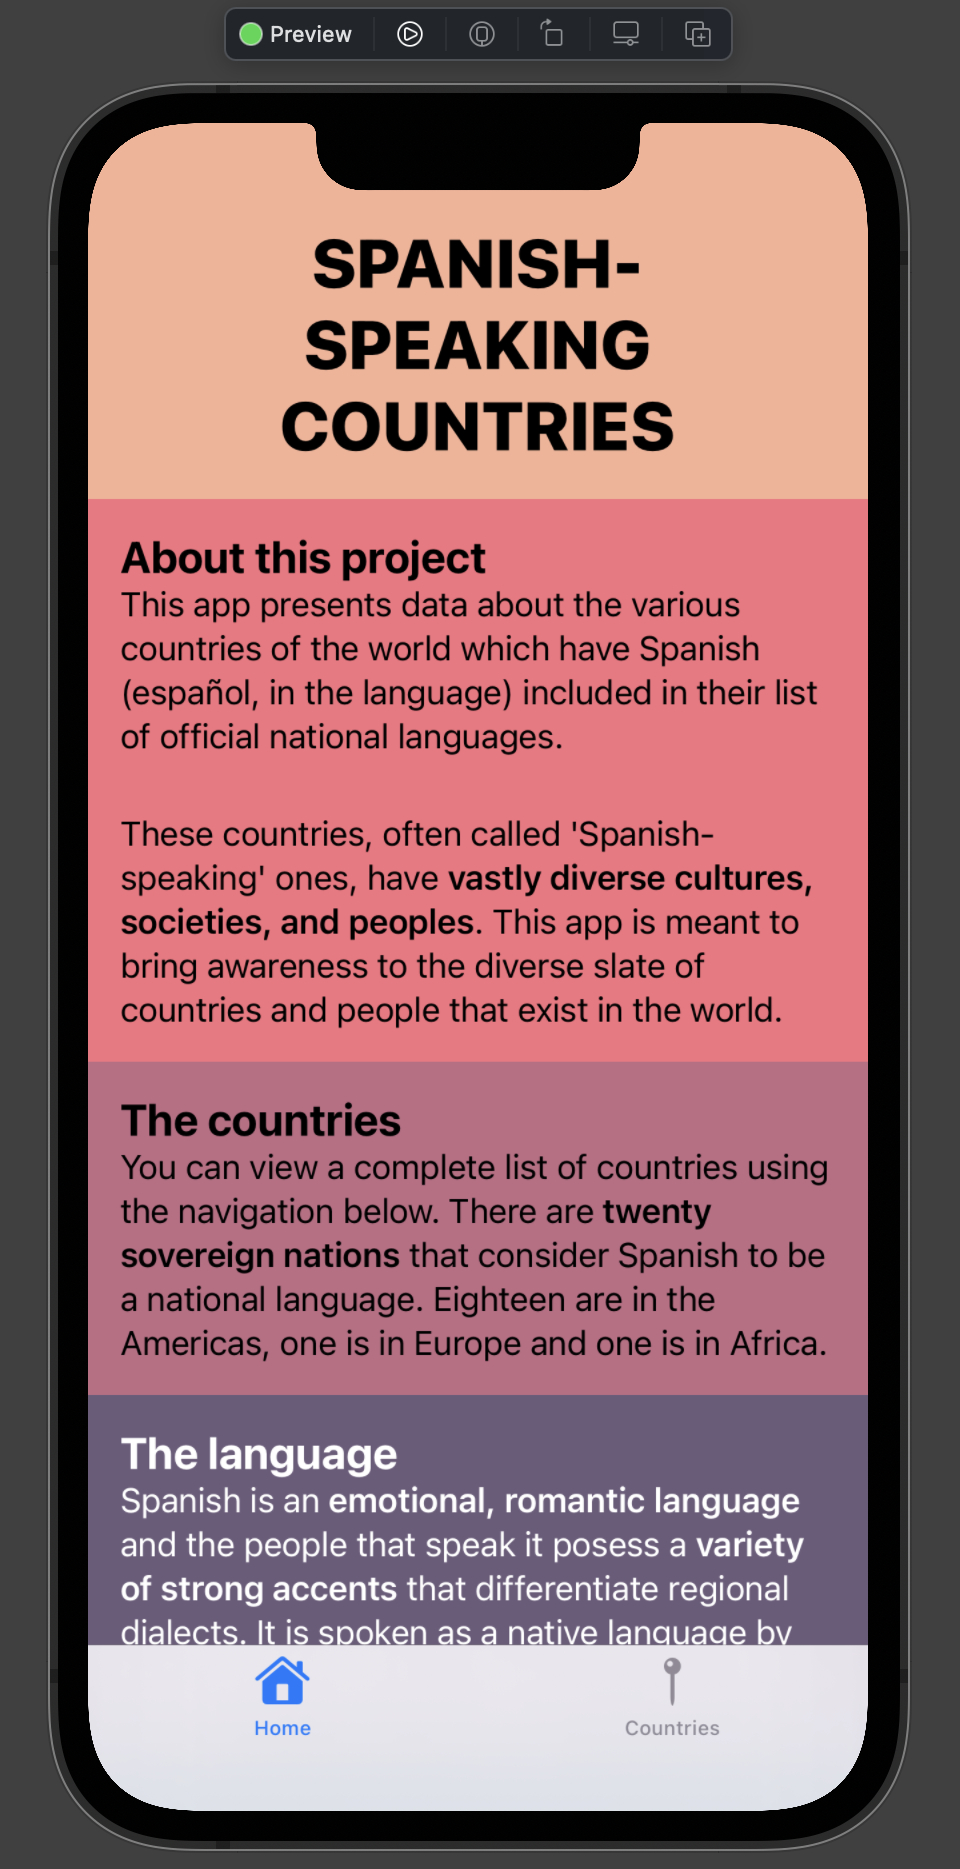 Preview
SPANISH-
SPEAKING
COUNTRIES
About this project
This app presents data about the various
countries of the world which have Spanish
(español, in the language) included in their list
of official national languages.
These countries, often called 'Spanish-
speaking' ones, have vastly diverse cultures,
societies, and peoples. This app is meant to
bring awareness to the diverse slate of
countries and people that exist in the world.
The countries
You can view a complete list of countries using
the navigation below. There are twenty
sovereign nations that consider Spanish to be
a national language. Eighteen are in the
Americas, one is in Europe and one is in Africa.
The language
Spanish is an emotional, romantic language
and the people that speak it posess a variety
of strong accents that differentiate regional
dialects. It is spoken as a native language by
Home
Countries